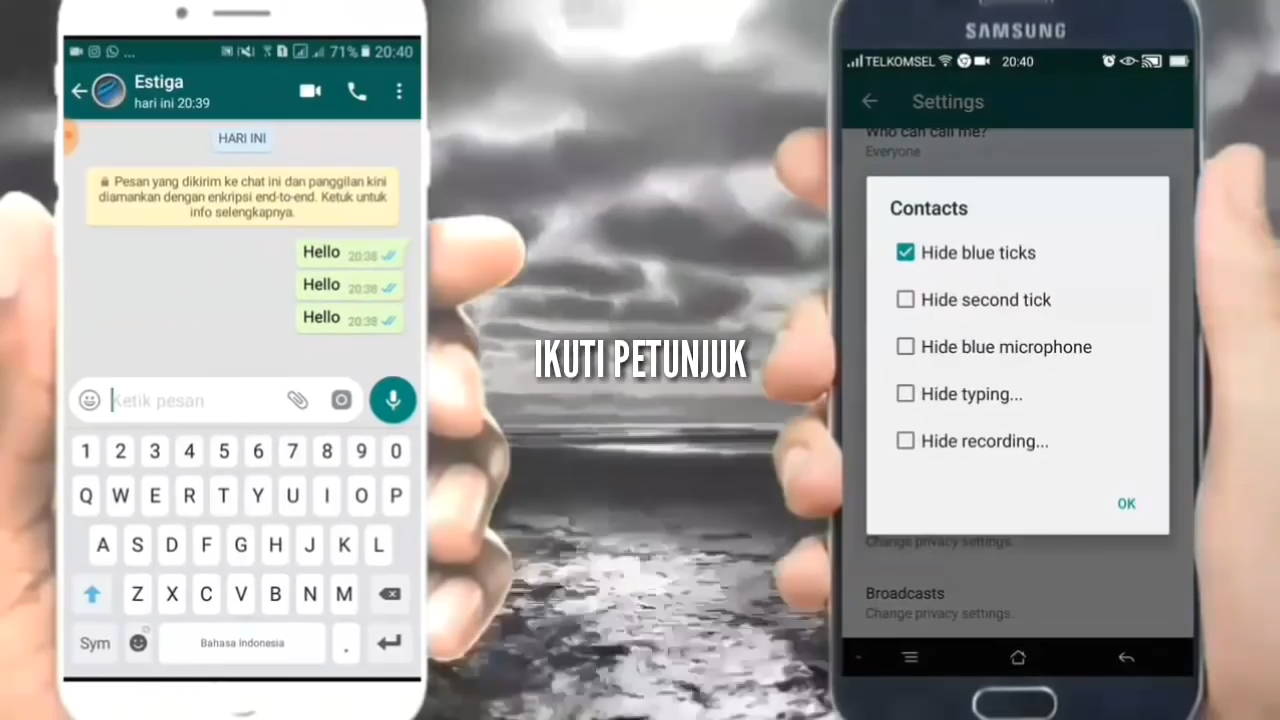 71% 20:40
Estiga
hari ini 20:39
HARI INI
Pesan yang dikirim ke chat ini dan panggilan kini
diamankan dengan enkripsi end-to-end. Ketuk untuk
info selengkapnya.
Hello 20:38
Hello 20:38
Hello 20:38
Ketik pesan
1 2 3 4 5 6 7 8 9 0
Q W E R T Y U I O P
A S D F G H J K L
Z X C V B N M
Sym Bahasa Indonesia .
IKUTI PETUNJUK
SAMSUNG
TELKOMSEL 20:40
Settings
Who can call me?
Everyone
Contacts
Hide blue ticks
Hide second tick
Hide blue microphone
Hide typing...
Hide recording...
OK
Change privacy settings.
Broadcasts
Change privacy settings.